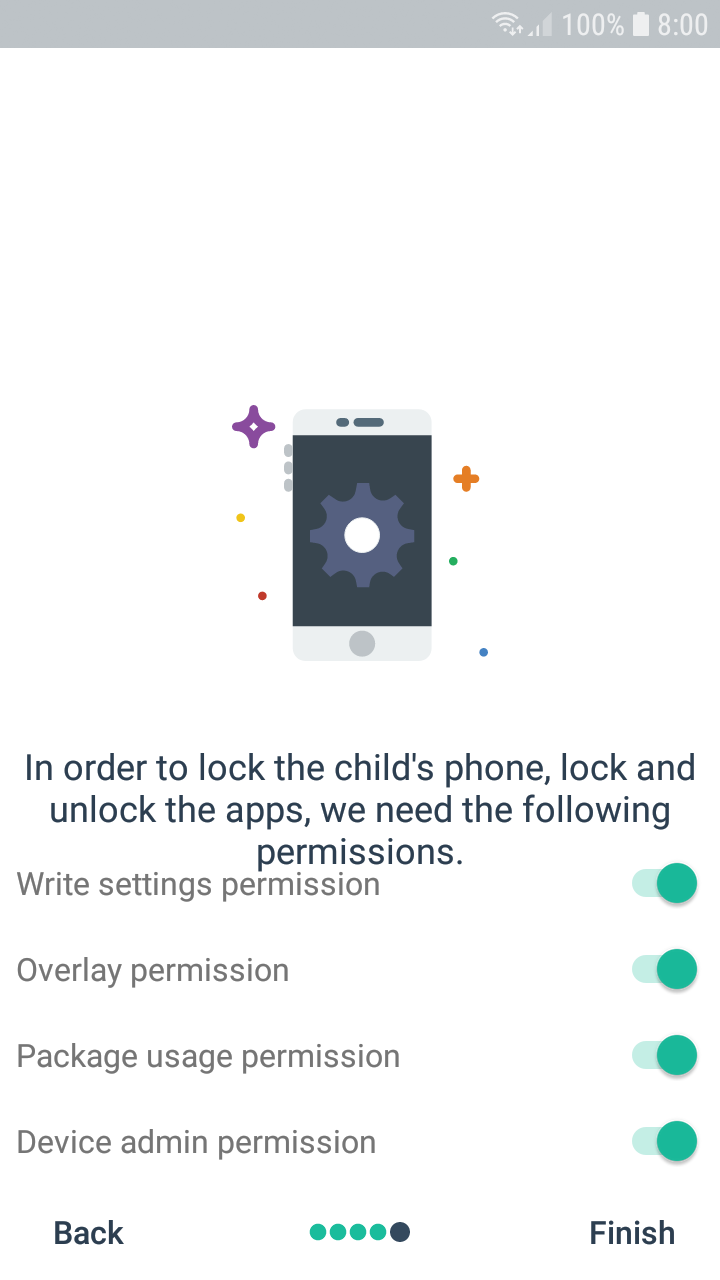 100% 8:00
In order to lock the child's phone, lock and
unlock the apps, we need the following
permissions.
Write settings permission
Overlay permission
Package usage permission
Device admin permission
Back Finish